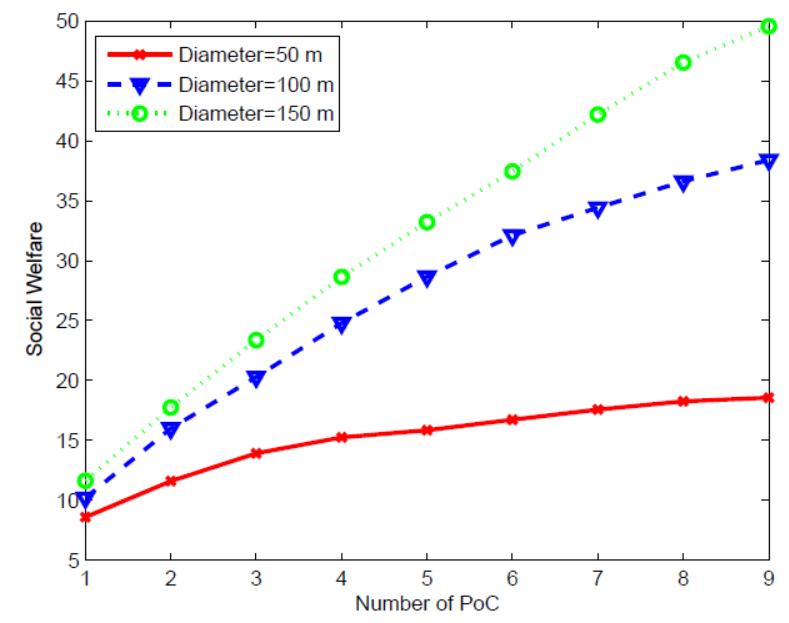 50
45
40
35
30
25
20
15
10
5
Social Welfare
Diameter=50 m
Diameter=100 m
Diameter=150 m
1 2 3 4 5 6 7 8 9
Number of PoC